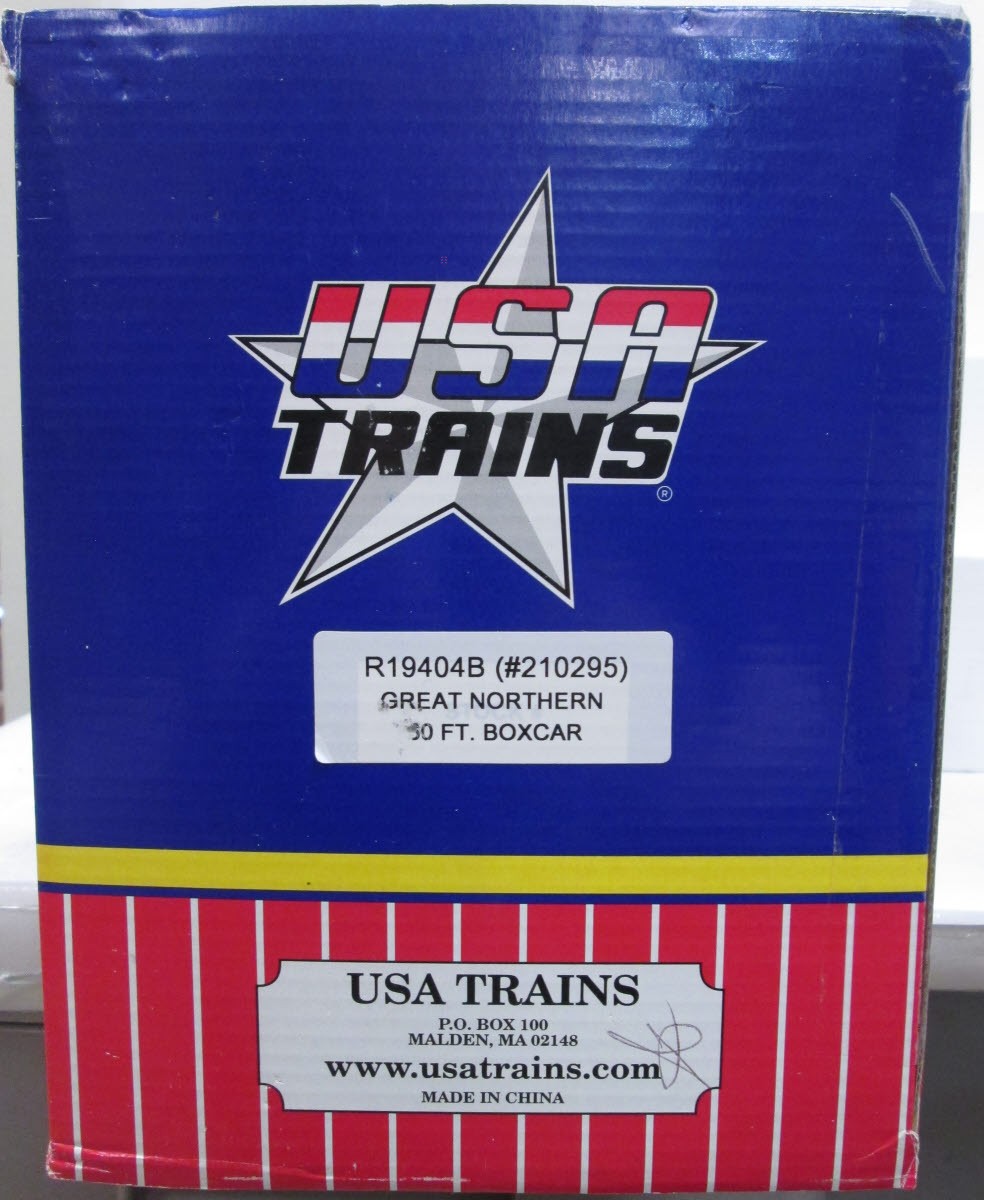 USA
TRAINS
®
R19404B (#210295)
GREAT NORTHERN
FT. BOXCAR
USA TRAINS
P.O. BOX 100
MALDEN, MA 02148
www.usatrains.com
MADE IN CHINA